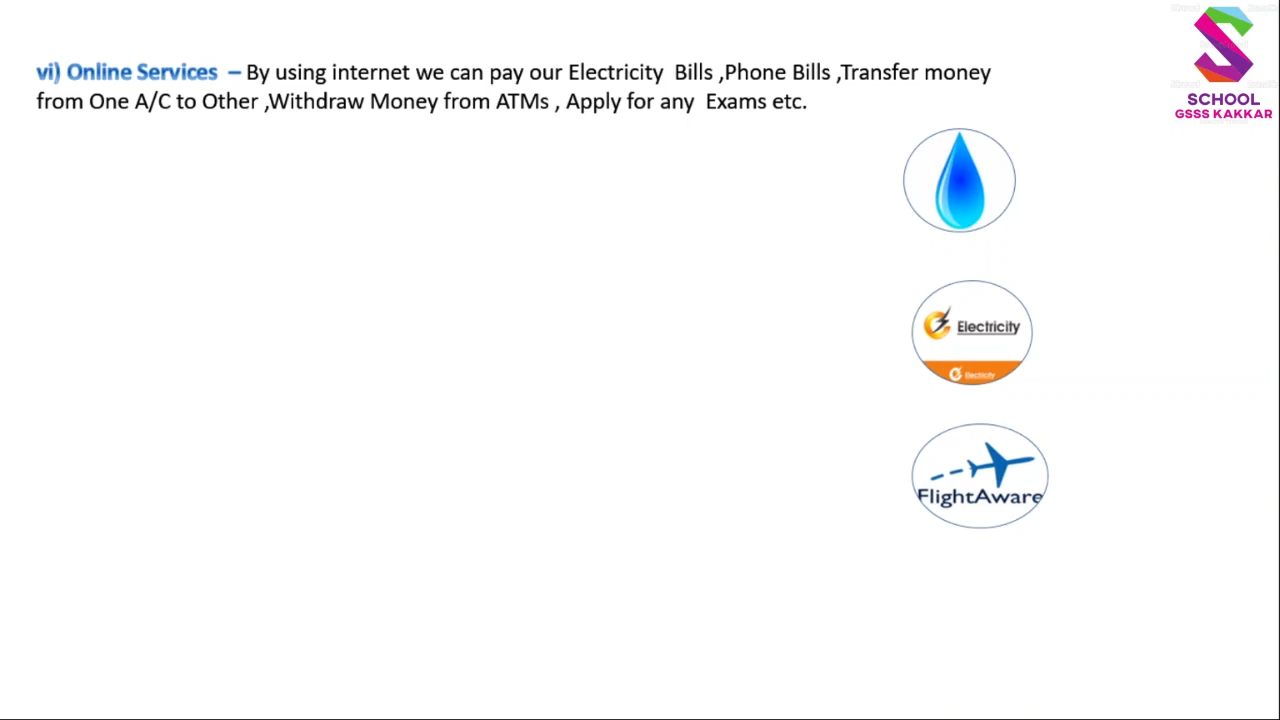 vi) Online Services – By using internet we can pay our Electricity Bills ,Phone Bills ,Transfer money
from One A/C to Other ,Withdraw Money from ATMs , Apply for any Exams etc.
SCHOOL
GSSS KAKKAR
Electricity
Electricity
FlightAware